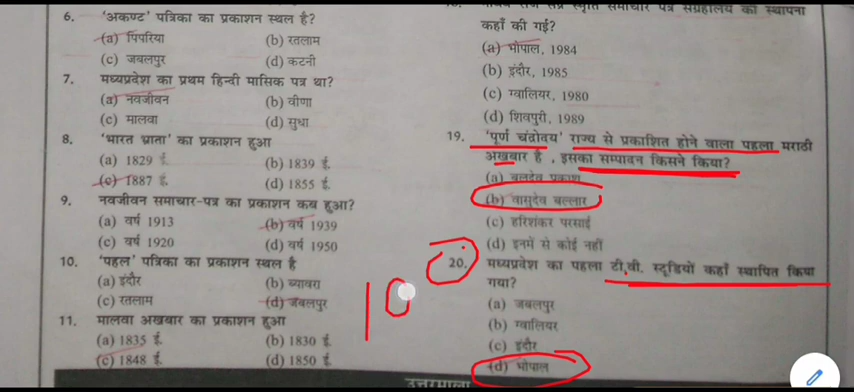 6. 'अकण्ट' पत्रिका का प्रकाशन स्थल है?
(a) पिपरिया (b) रतलाम
(c) जबलपुर (d) कटनी
7. मध्यप्रदेश का प्रथम हिन्दी मासिक पत्र था?
(a) नवजीवन (b) वीणा
(c) मालवा (d) सुधा
8. 'भारत भ्राता' का प्रकाशन हुआ
(a) 1829 ई. (b) 1839 ई.
(c) 1887 ई. (d) 1855 ई.
9. नवजीवन समाचार-पत्र का प्रकाशन कब हुआ?
(a) वर्ष 1913 (b) वर्ष 1939
(c) वर्ष 1920 (d) वर्ष 1950
10. 'पहल' पत्रिका का प्रकाशन स्थल है
(a) इंदौर (b) ब्यावरा
(c) रतलाम (d) जबलपुर
11. मालवा अखबार का प्रकाशन हुआ
(a) 1835 ई. (b) 1830 ई.
(c) 1848 ई. (d) 1850 ई.
स्मृति समाचार पत्र संग्रहालय की स्थापना
कहाँ की गई?
(a) भोपाल, 1984
(b) इंदौर, 1985
(c) ग्वालियर, 1980
(d) शिवपुरी, 1989
19. 'पूर्ण चंद्रोदय' राज्य से प्रकाशित होने वाला पहला मराठी
अखबार है, इसका सम्पादन किसने किया?
(a) बलदेव प्रकाश
(b) वासुदेव बल्लार
(c) हरिशंकर परसाई
(d) इनमें से कोई नहीं
20. मध्यप्रदेश का पहला टी.वी. स्टूडियो कहाँ स्थापित किया
गया?
(a) जबलपुर
(b) ग्वालियर
(c) इंदौर
(d) भोपाल
10
उत्तरमाला